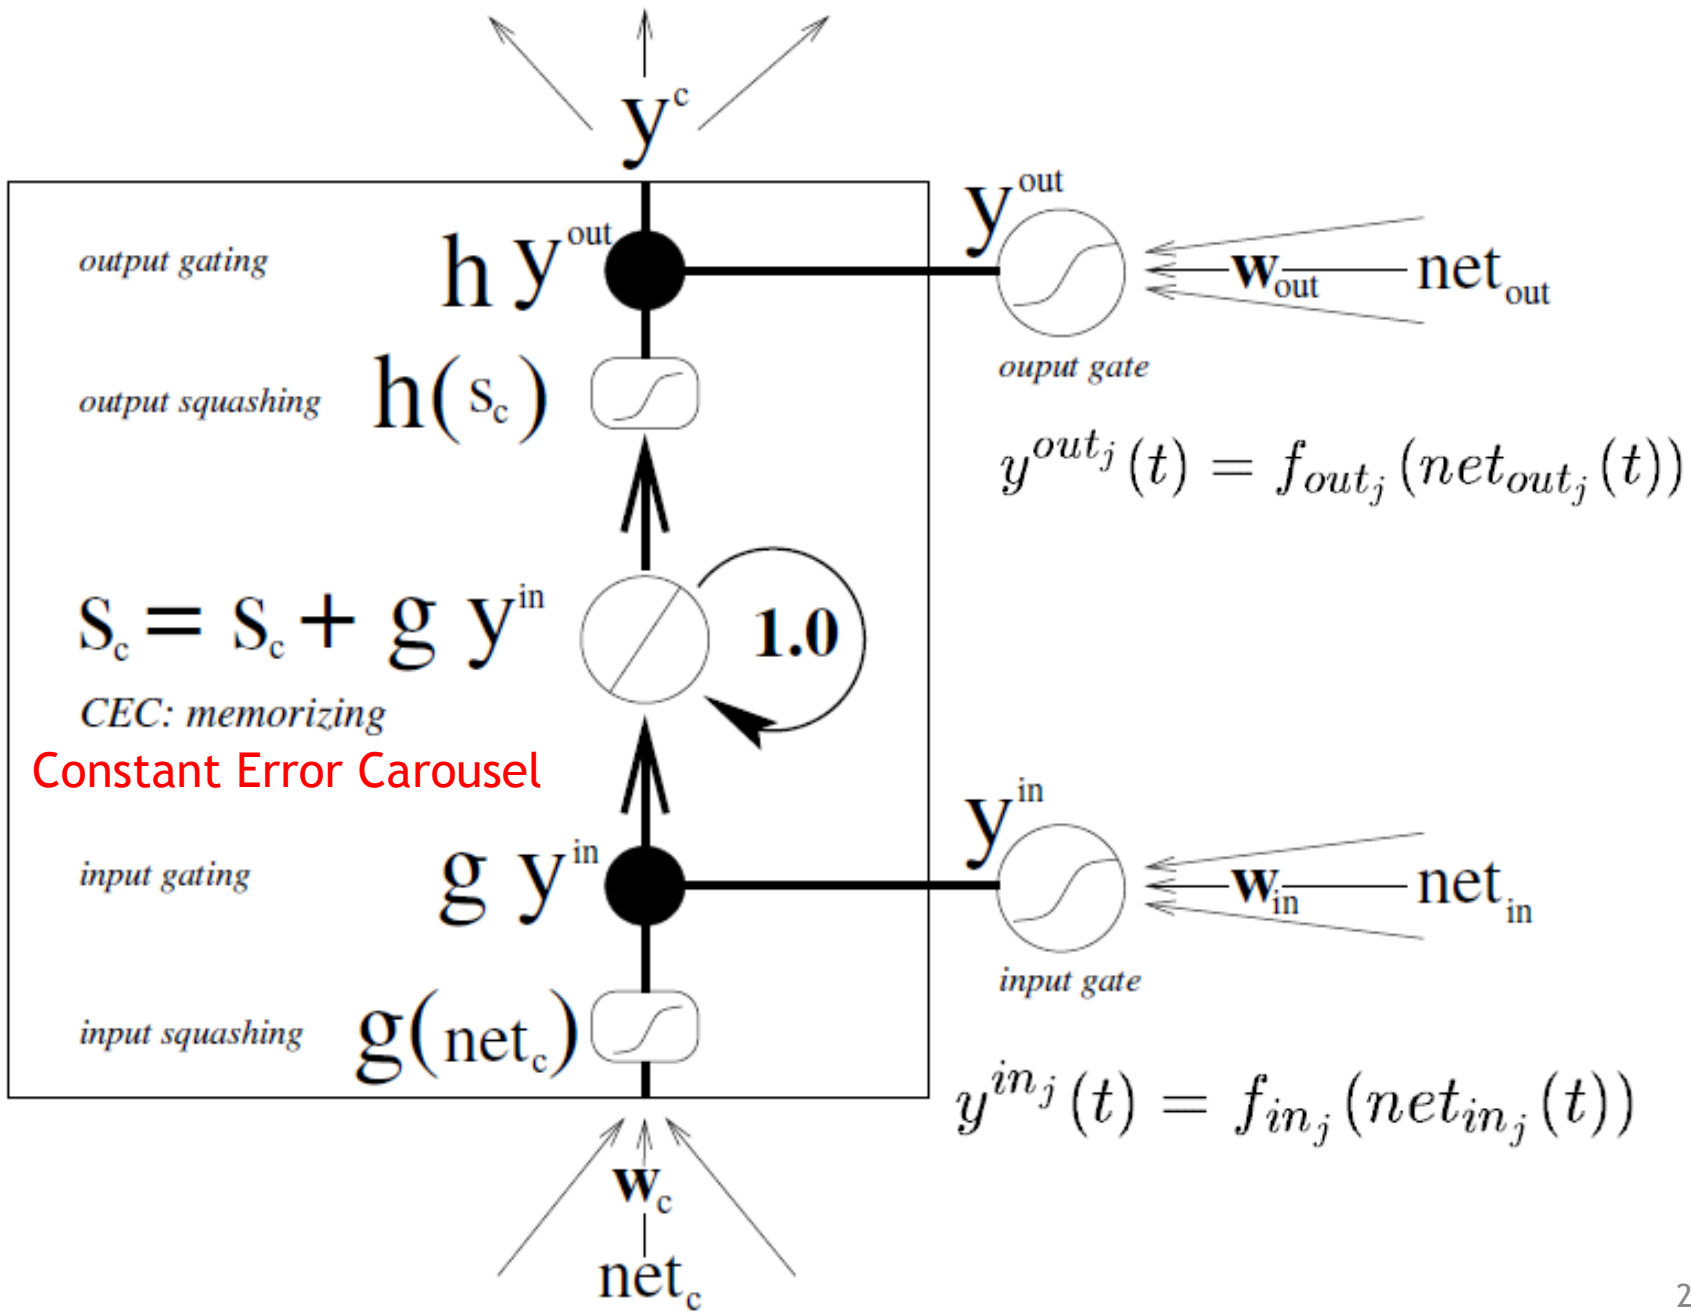 y^c
output gating
h y^out
y^out
w_out
net_out
ouput gate
output squashing
h(s_c)
y^{out_j}(t) = f_{out_j}(net_{out_j}(t))
s_c = s_c + g y^in
1.0
CEC: memorizing
Constant Error Carousel
input gating
g y^in
y^in
w_in
net_in
input gate
input squashing
g(net_c)
y^{in_j}(t) = f_{in_j}(net_{in_j}(t))
w_c
net_c
2